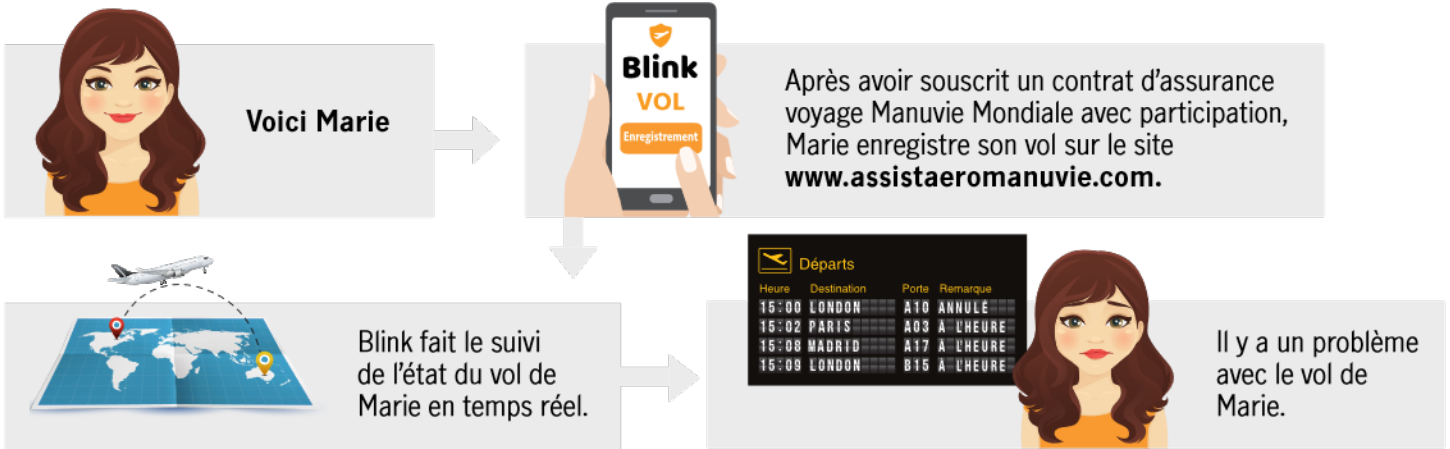 Voici Marie
Blink
VOL
Enregistrement
Après avoir souscrit un contrat d’assurance
voyage Manuvie Mondiale avec participation,
Marie enregistre son vol sur le site
www.assistaeromanuvie.com.
Blink fait le suivi
de l’état du vol de
Marie en temps réel.
Départs
Heure Destination Porte Remarque
15:00 LONDON A10 ANNULÉ
15:02 PARIS A03 À L'HEURE
15:08 MADRID A17 À L'HEURE
15:09 LONDON B15 À L'HEURE
Il y a un problème
avec le vol de
Marie.